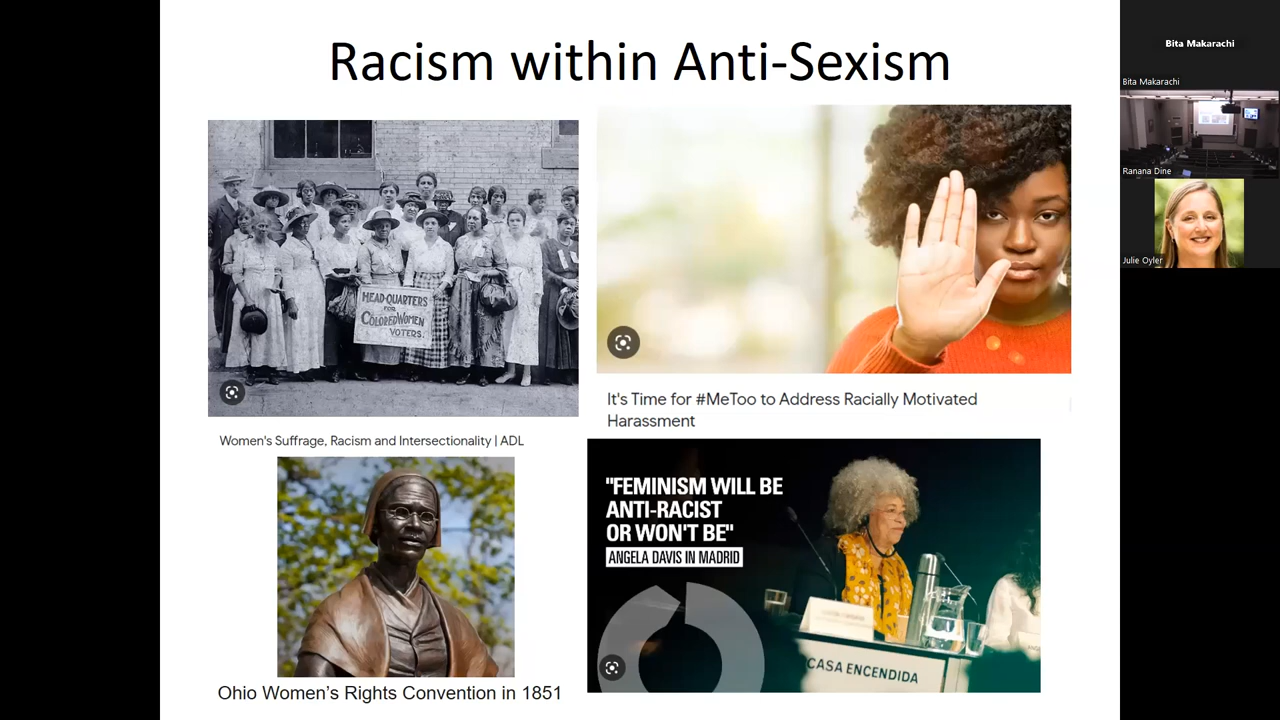 Racism within Anti-Sexism
HEAD-QUARTERS
FOR
COLORED WOMEN
VOTERS.
Women's Suffrage, Racism and Intersectionality | ADL
It's Time for #MeToo to Address Racially Motivated
Harassment
"FEMINISM WILL BE
ANTI-RACIST
OR WON'T BE"
ANGELA DAVIS IN MADRID
CASA ENCENDIDA
Ohio Women's Rights Convention in 1851
Bita Makarachi
Bita Makarachi
Ranana Dine
Julie Oyler